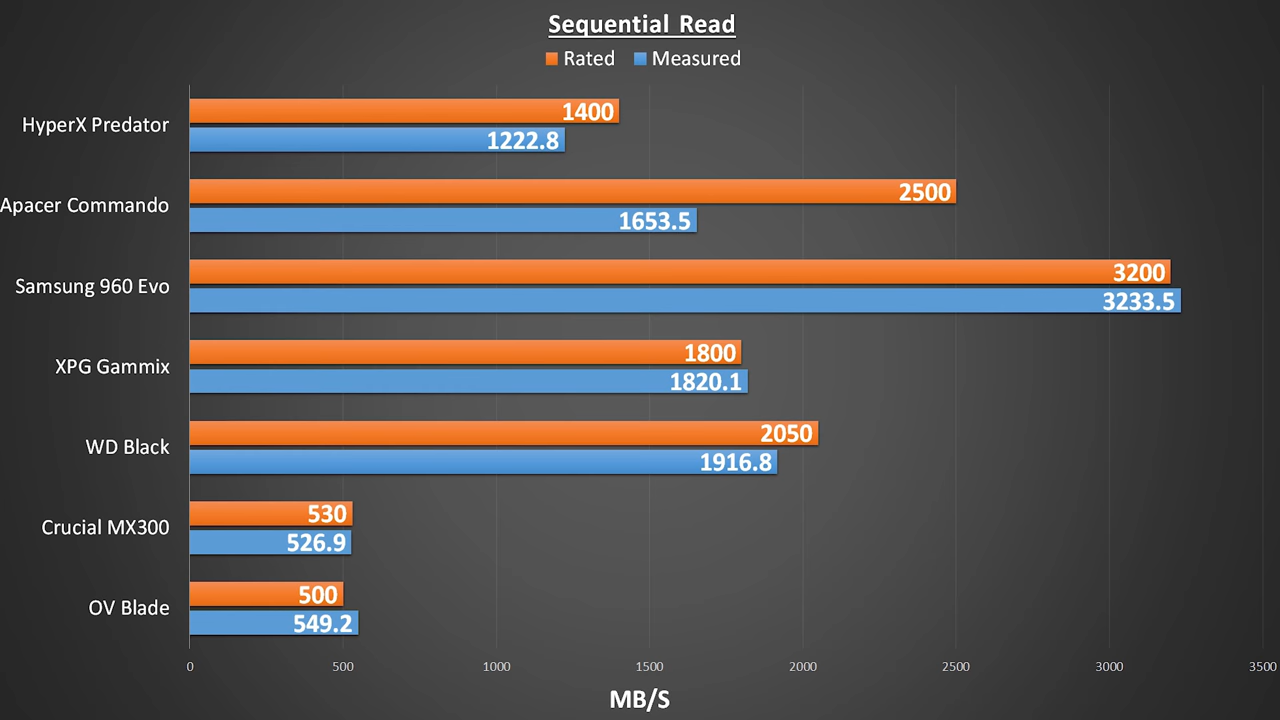 Sequential Read
Rated Measured
HyperX Predator
1400
1222.8
Apacer Commando
2500
1653.5
Samsung 960 Evo
3200
3233.5
XPG Gammix
1800
1820.1
WD Black
2050
1916.8
Crucial MX300
530
526.9
OV Blade
500
549.2
0 500 1000 1500 2000 2500 3000 3500
MB/S